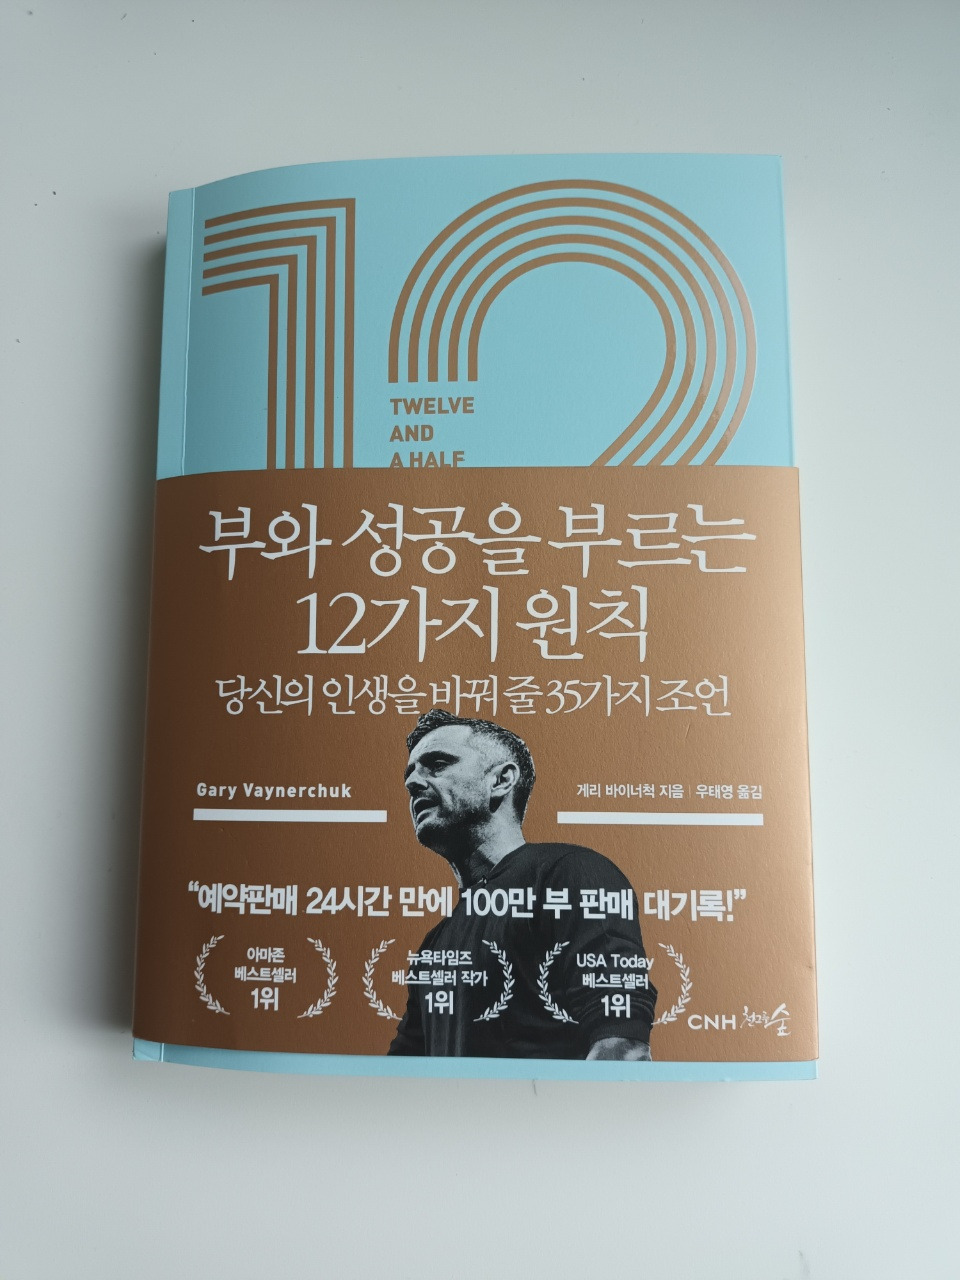 12
TWELVE
AND
A HALF
부와 성공을 부르는
12가지 원칙
당신의 인생을 바꿔 줄 35가지 조언
Gary Vaynerchuk
게리 바이너척 지음 | 우태영 옮김
“예약판매 24시간 만에 100만 부 판매 대기록!”
아마존
베스트셀러
1위
뉴욕타임즈
베스트셀러 작가
1위
USA Today
베스트셀러
1위
CNH 천그루숲